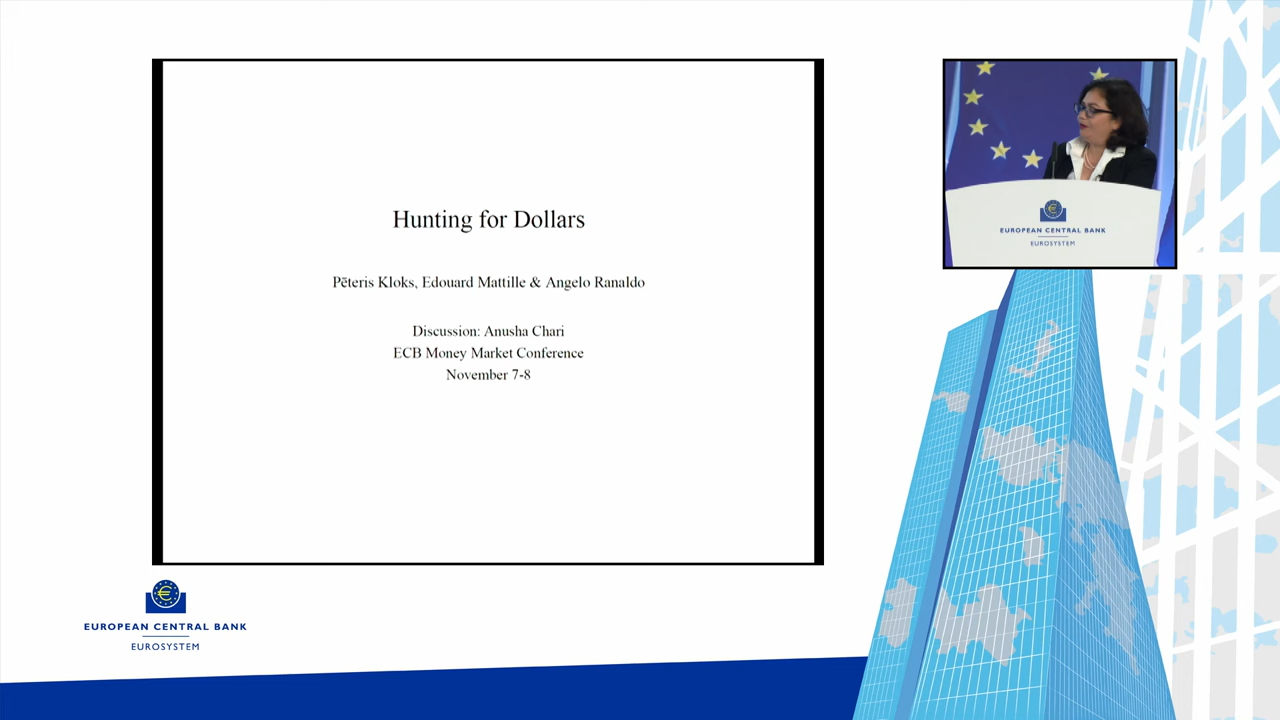 Hunting for Dollars
Pēteris Kloks, Edouard Mattille & Angelo Ranaldo
Discussion: Anusha Chari
ECB Money Market Conference
November 7-8
EUROPEAN CENTRAL BANK
EUROSYSTEM
EUROPEAN CENTRAL BANK
EUROSYSTEM